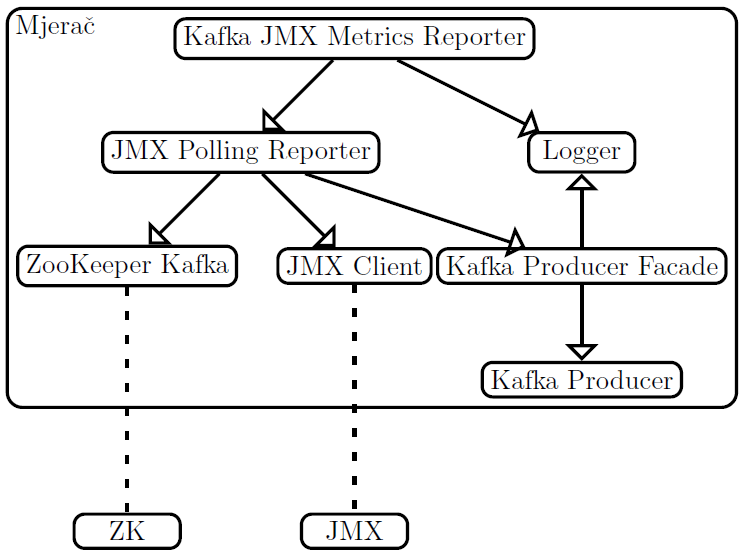 Mjerač
Kafka JMX Metrics Reporter
JMX Polling Reporter
Logger
ZooKeeper Kafka
JMX Client
Kafka Producer Facade
Kafka Producer
ZK
JMX